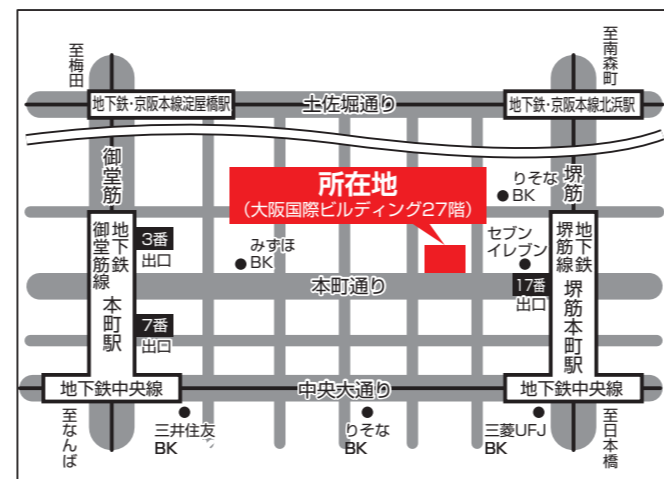 至梅田
至南森町
地下鉄・京阪本線淀屋橋駅
土佐堀通り
地下鉄・京阪本線北浜駅
御堂筋
堺筋
所在地
(大阪国際ビルディング27階)
りそな
BK
地下鉄
御堂筋線
本町駅
3番
出口
みずほ
BK
セブン
イレブン
地下鉄
堺筋線
堺筋本町駅
本町通り
17番
出口
7番
出口
地下鉄中央線
中央大通り
地下鉄中央線
至なんば
三井住友
BK
りそな
BK
三菱UFJ
BK
至日本橋